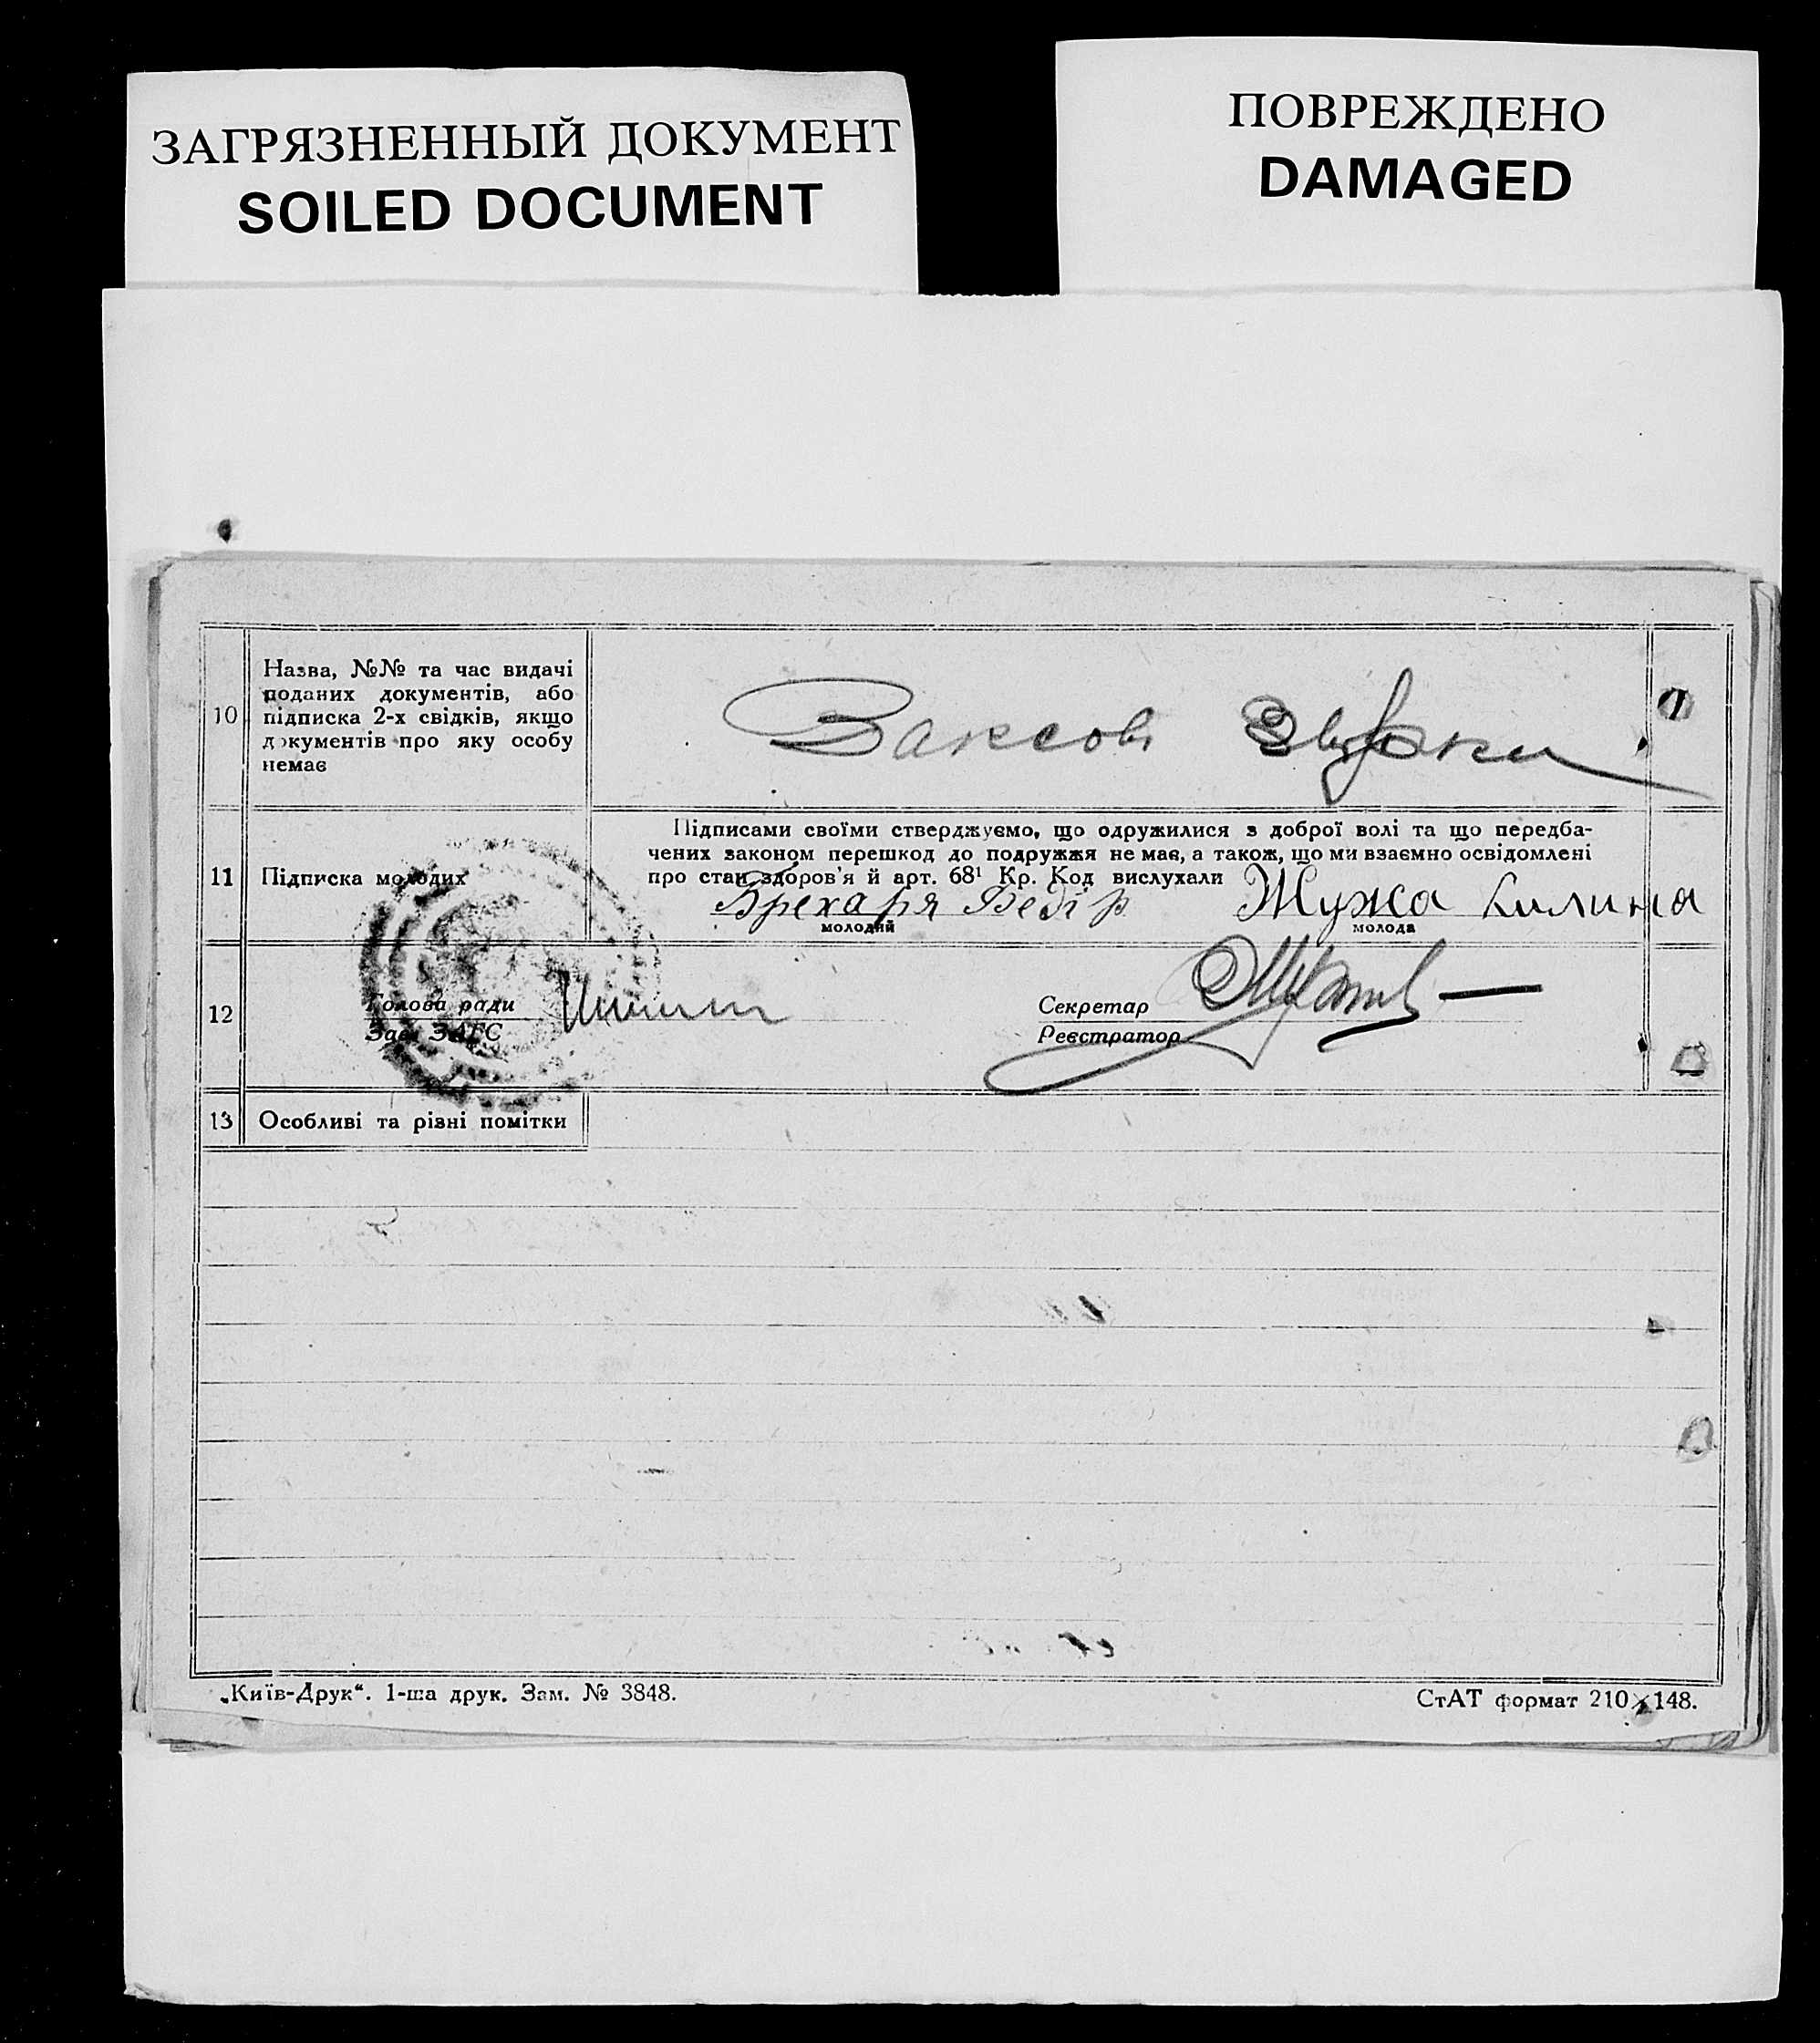 ЗАГРЯЗНЕННЫЙ ДОКУМЕНТ
SOILED DOCUMENT
ПОВРЕЖДЕНО
DAMAGED
10
Назва, №№ та час видачі
поданих документів, або
підписка 2-х свідків, якщо
документів про яку особу
немає
Заксові
11
Підписка молодих
Підписами своїми стверджуємо, що одружилися з доброї волі та що передба-
чених законом перешкод до подружжя не має, а також, що ми взаємно освідомлені
про стан здоров'я й арт. 68¹ Кр. Код вислухали
Брехаря Федір Жужа Килина
молодий молода
12
Голова ради
Зав. ЗАГС
Секретар
Реєстратор
13 Особливі та різні помітки
„Київ-Друк“. 1-ша друк. Зам. № 3848.
СтАТ формат 210×148.